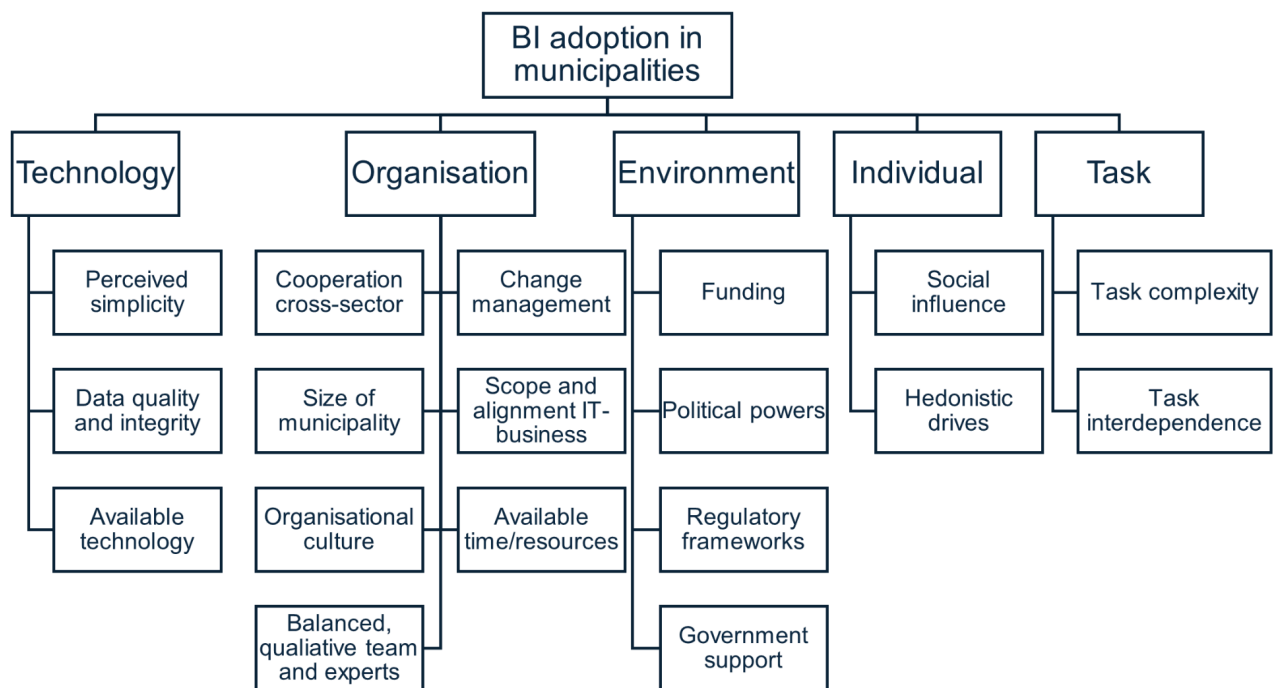 BI adoption in
municipalities
Technology
Organisation
Environment
Individual
Task
Perceived
simplicity
Cooperation
cross-sector
Change
management
Funding
Social
influence
Task complexity
Data quality
and integrity
Size of
municipality
Scope and
alignment IT-
business
Political powers
Hedonistic
drives
Task
interdependence
Available
technology
Organisational
culture
Available
time/resources
Regulatory
frameworks
Balanced,
qualiative team
and experts
Government
support